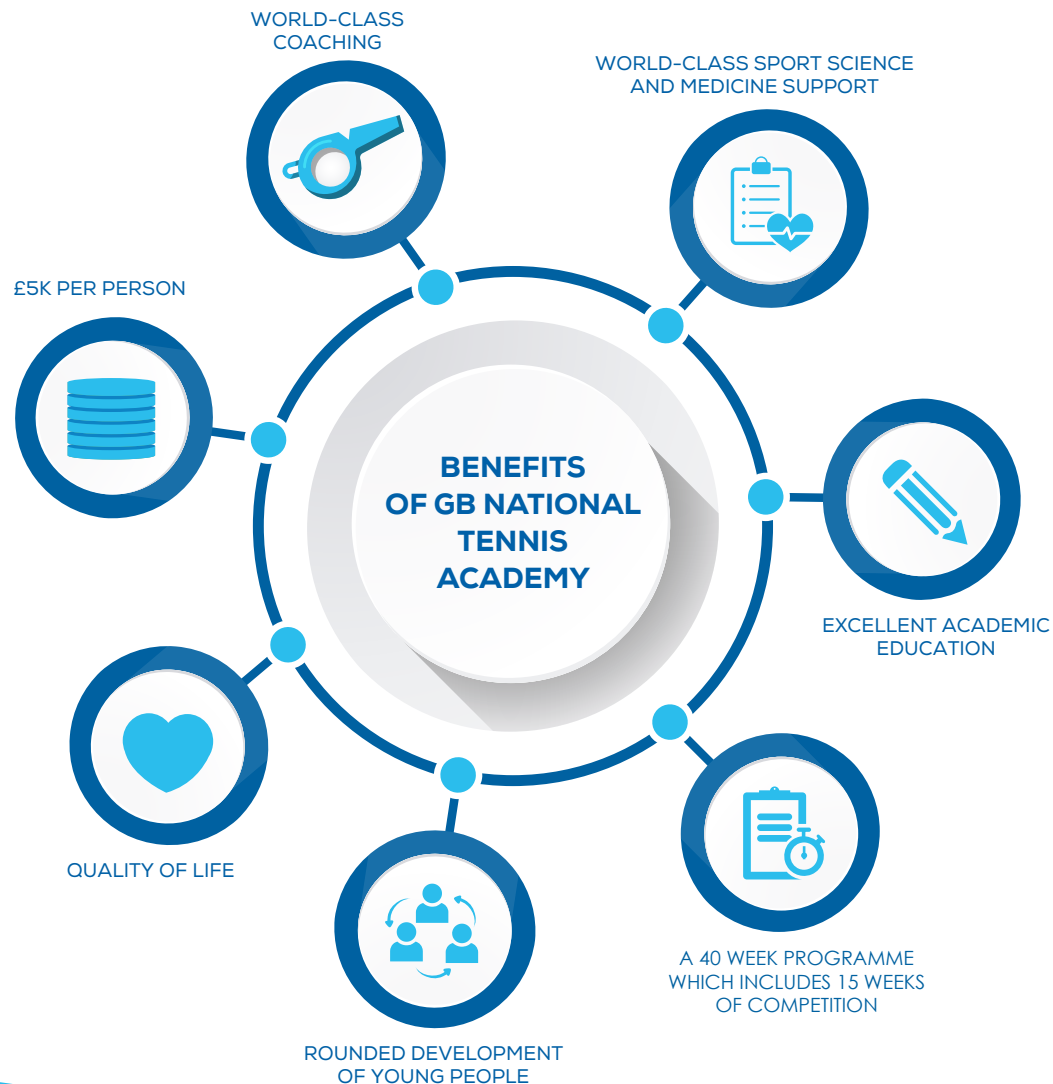 WORLD-CLASS
COACHING
WORLD-CLASS SPORT SCIENCE
AND MEDICINE SUPPORT
£5K PER PERSON
BENEFITS
OF GB NATIONAL
TENNIS
ACADEMY
EXCELLENT ACADEMIC
EDUCATION
QUALITY OF LIFE
A 40 WEEK PROGRAMME
WHICH INCLUDES 15 WEEKS
OF COMPETITION
ROUNDED DEVELOPMENT
OF YOUNG PEOPLE